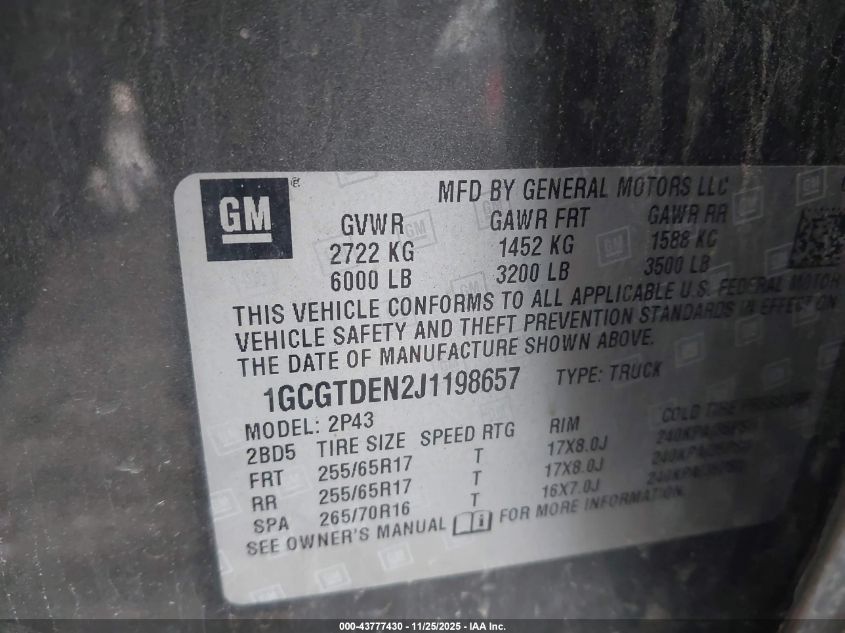 GM
MFD BY GENERAL MOTORS LLC
GVWR GAWR FRT GAWR RR
2722 KG 1452 KG 1588 KG
6000 LB 3200 LB 3500 LB
THIS VEHICLE CONFORMS TO ALL APPLICABLE U.S. FEDERAL MOTOR
VEHICLE SAFETY AND THEFT PREVENTION STANDARDS IN EFFECT ON
THE DATE OF MANUFACTURE SHOWN ABOVE.
1GCGTDEN2J1198657 TYPE: TRUCK
MODEL: 2P43
2BD5 TIRE SIZE SPEED RTG RIM COLD TIRE PRESSURE
FRT 255/65R17 T 17X8.0J 240KPA
RR 255/65R17 T 17X8.0J 240KPA
SPA 265/70R16 T 16X7.0J 240KPA
SEE OWNER'S MANUAL FOR MORE INFORMATION.
000-43777430 - 11/25/2025 - IAA Inc.